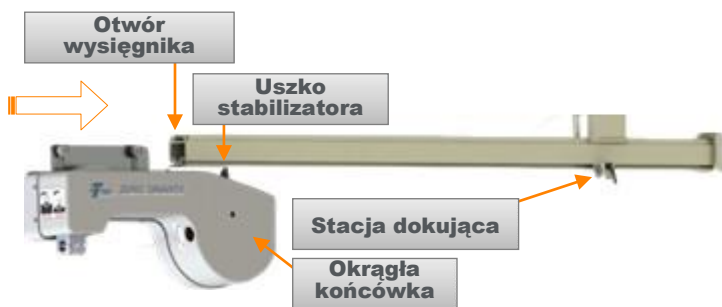 Otwór
wysięgnika
Uszko
stabilizatora
Stacja dokująca
Okrągła
końcówka